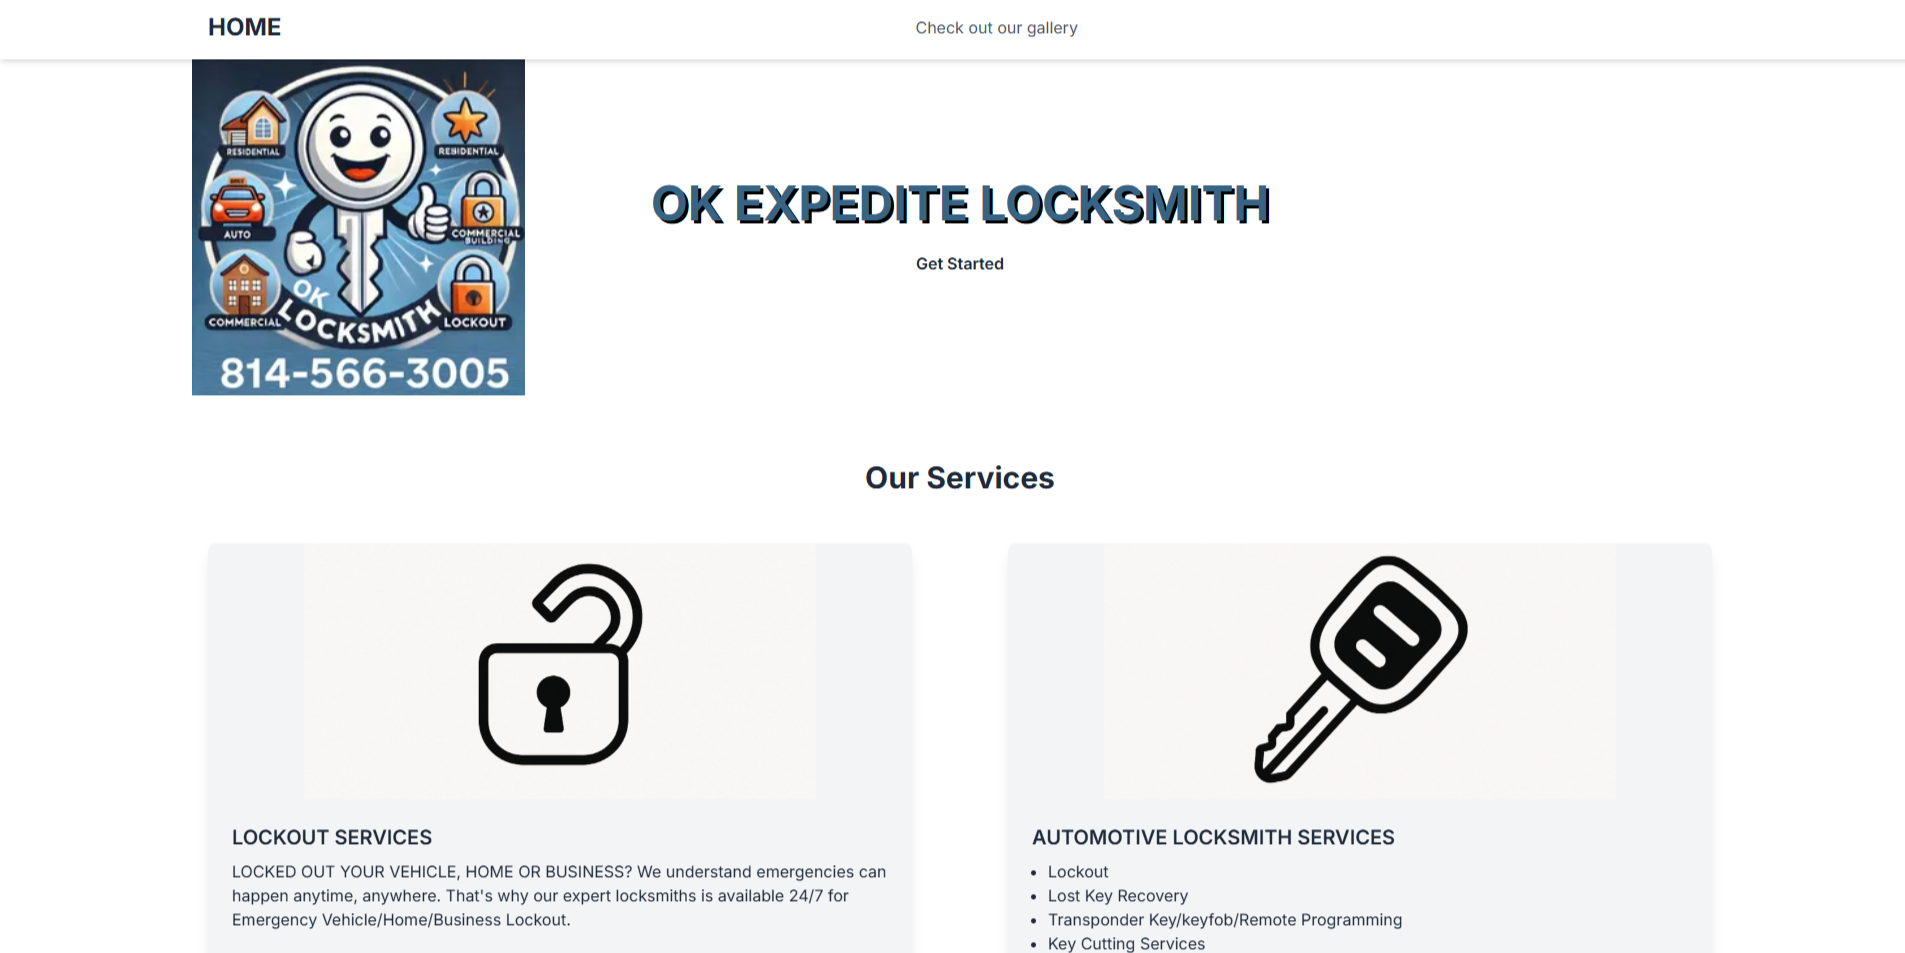 HOME
Check out our gallery
RESIDENTIAL
RESIDENTIAL
AUTO
COMMERCIAL
BUILDING
COMMERCIAL
LOCKOUT
OK
LOCKSMITH
814-566-3005
OK EXPEDITE LOCKSMITH
Get Started
Our Services
LOCKOUT SERVICES
LOCKED OUT YOUR VEHICLE, HOME OR BUSINESS? We understand emergencies can
happen anytime, anywhere. That's why our expert locksmiths is available 24/7 for
Emergency Vehicle/Home/Business Lockout.
AUTOMOTIVE LOCKSMITH SERVICES
• Lockout
• Lost Key Recovery
• Transponder Key/keyfob/Remote Programming
• Key Cutting Services